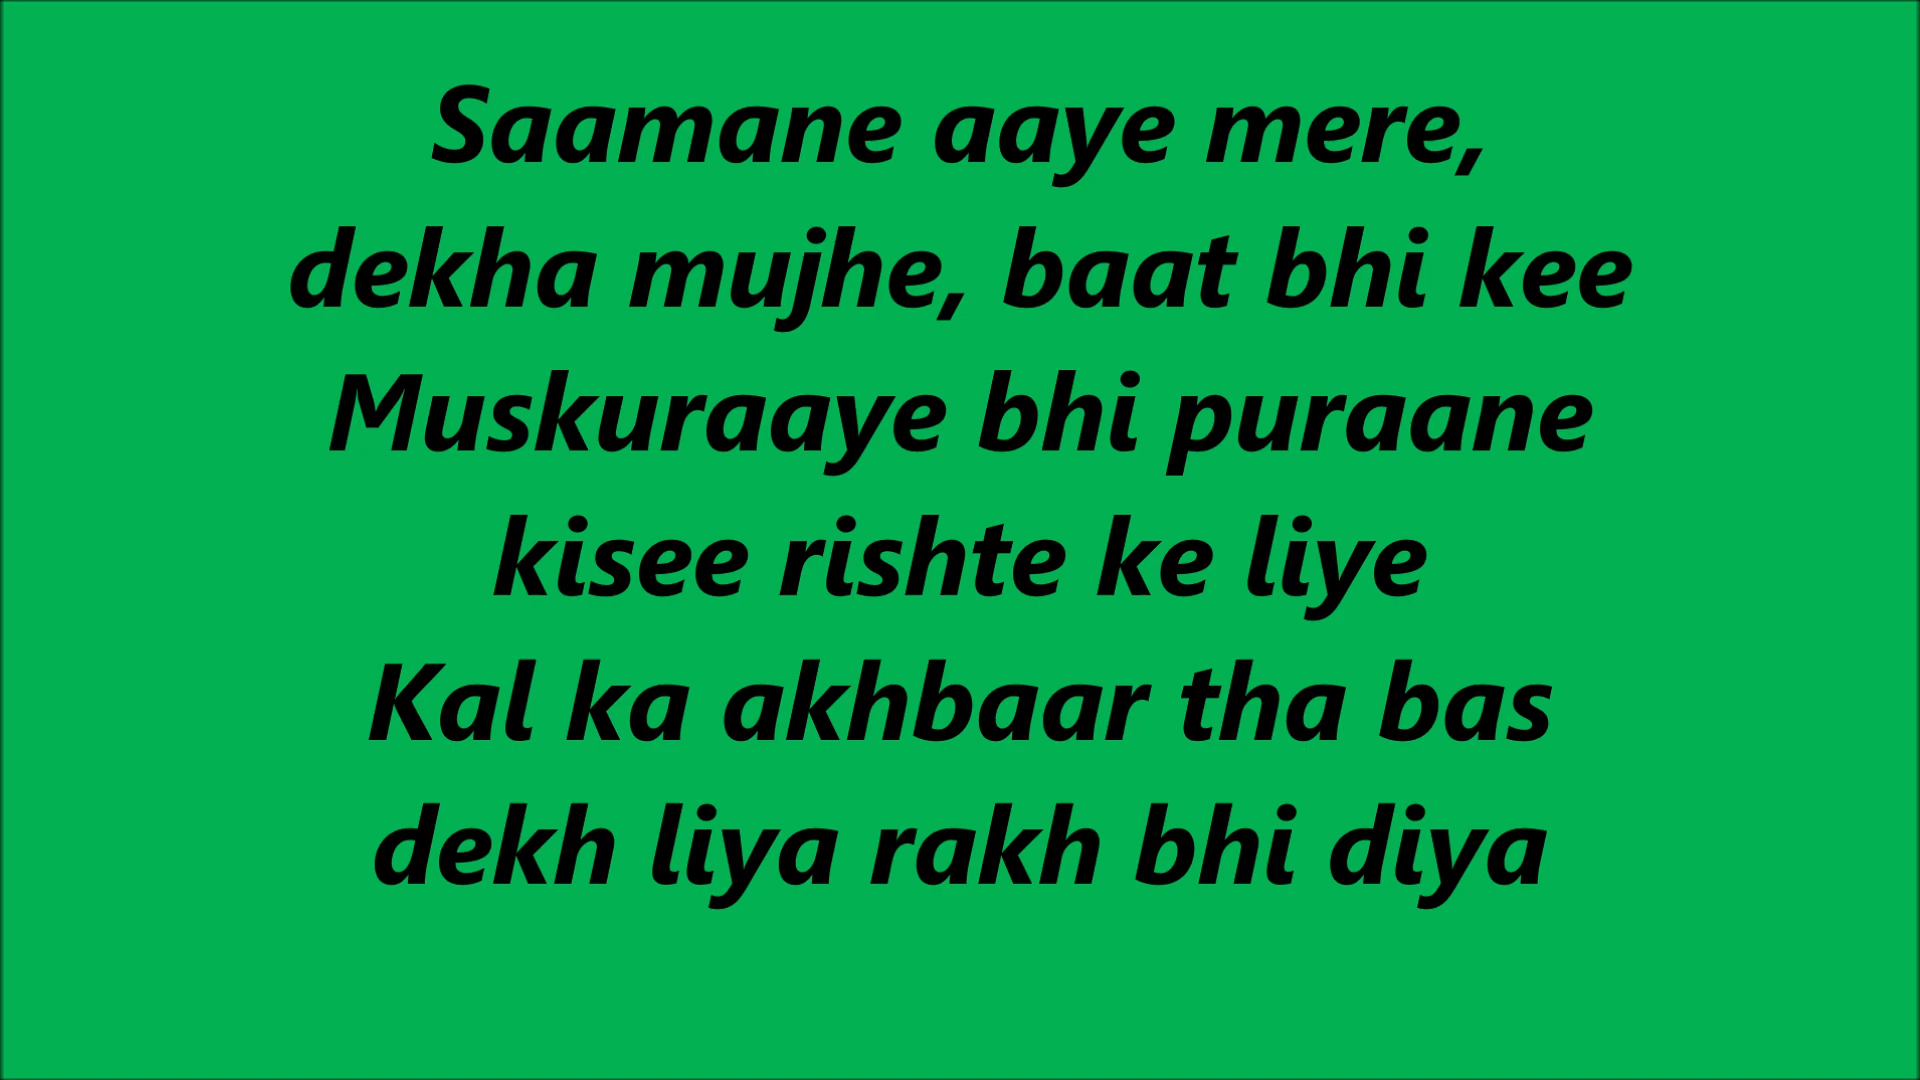 Saamane aaye mere,
dekha mujhe, baat bhi kee
Muskuraaye bhi puraane
kisee rishte ke liye
Kal ka akhbaar tha bas
dekh liya rakh bhi diya